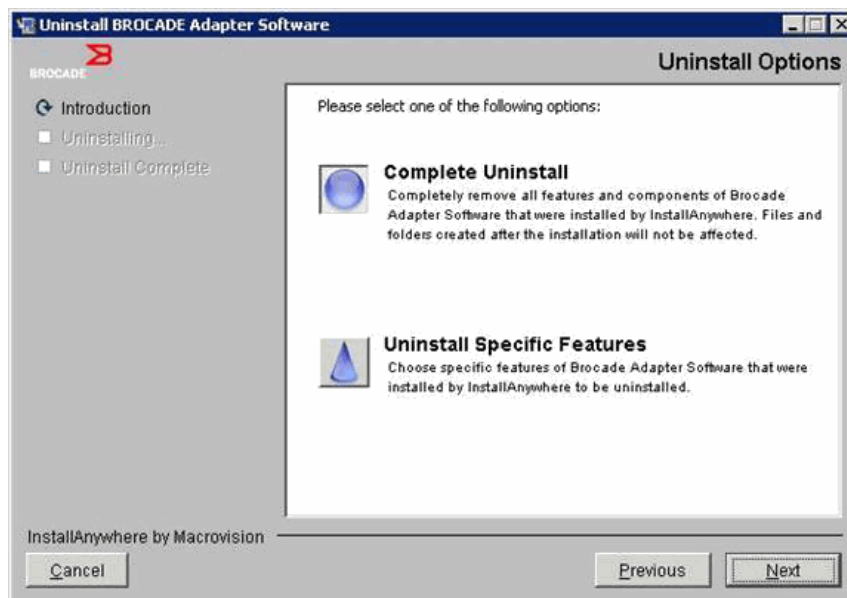 Uninstall BROCADE Adapter Software
BROCADE
Uninstall Options
Introduction
Uninstalling...
Uninstall Complete
Please select one of the following options:
Complete Uninstall
Completely remove all features and components of Brocade
Adapter Software that were installed by InstallAnywhere. Files and
folders created after the installation will not be affected.
Uninstall Specific Features
Choose specific features of Brocade Adapter Software that were
installed by InstallAnywhere to be uninstalled.
InstallAnywhere by Macrovision
Cancel
Previous
Next